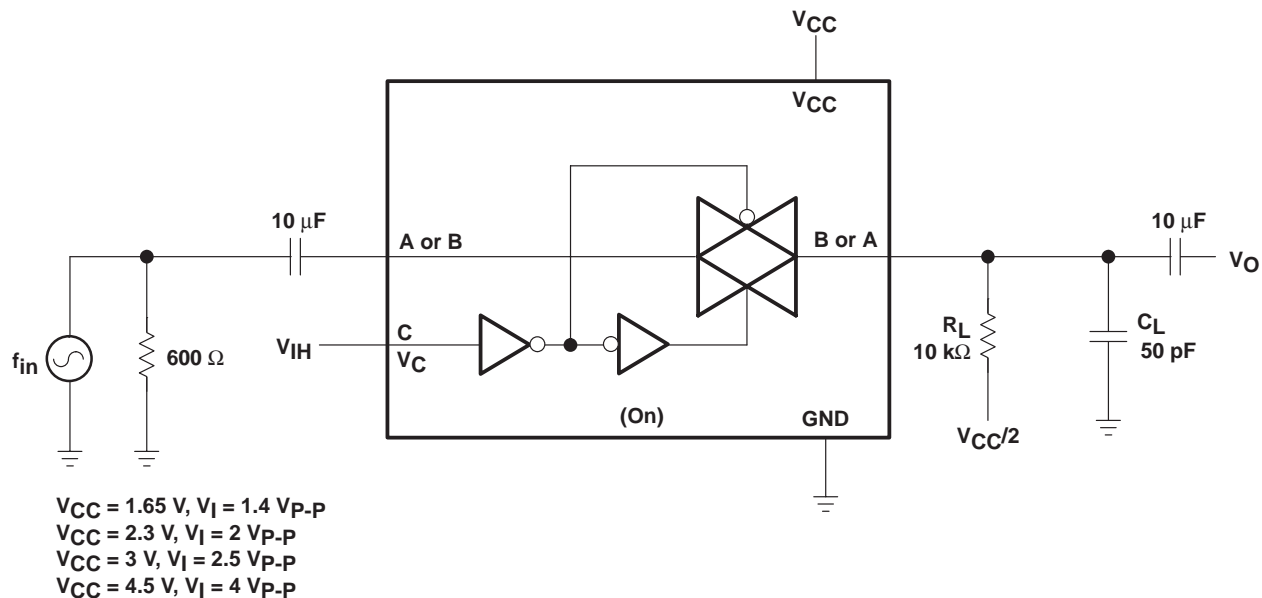 VCC
VCC
10 μF
A or B
B or A
10 μF
VO
fin
600 Ω
VIH
C
VC
RL
10 kΩ
CL
50 pF
(On)
GND
VCC/2
VCC = 1.65 V, VI = 1.4 VP-P
VCC = 2.3 V, VI = 2 VP-P
VCC = 3 V, VI = 2.5 VP-P
VCC = 4.5 V, VI = 4 VP-P